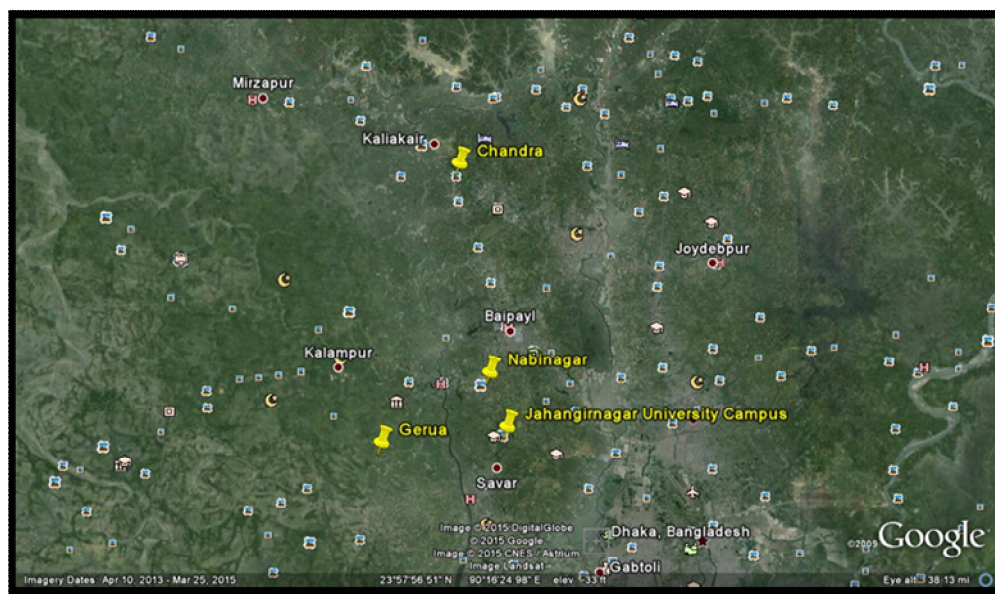 Mirzapur
Kaliakair
Chandra
Joydebpur
Baipayl
Nabinagar
Kalampur
Jahangirnagar University Campus
Gerua
Savar
Image © 2015 DigitalGlobe
© 2015 Google
Image © 2015 CNES / Astrium
Image Landsat
Dhaka, Bangladesh
©2009 Google
Gabtoli
Imagery Dates: Apr 10, 2013 - Mar 25, 2015 23°57'56.51" N 90°16'24.98" E elev 33 ft Eye alt 38.13 mi